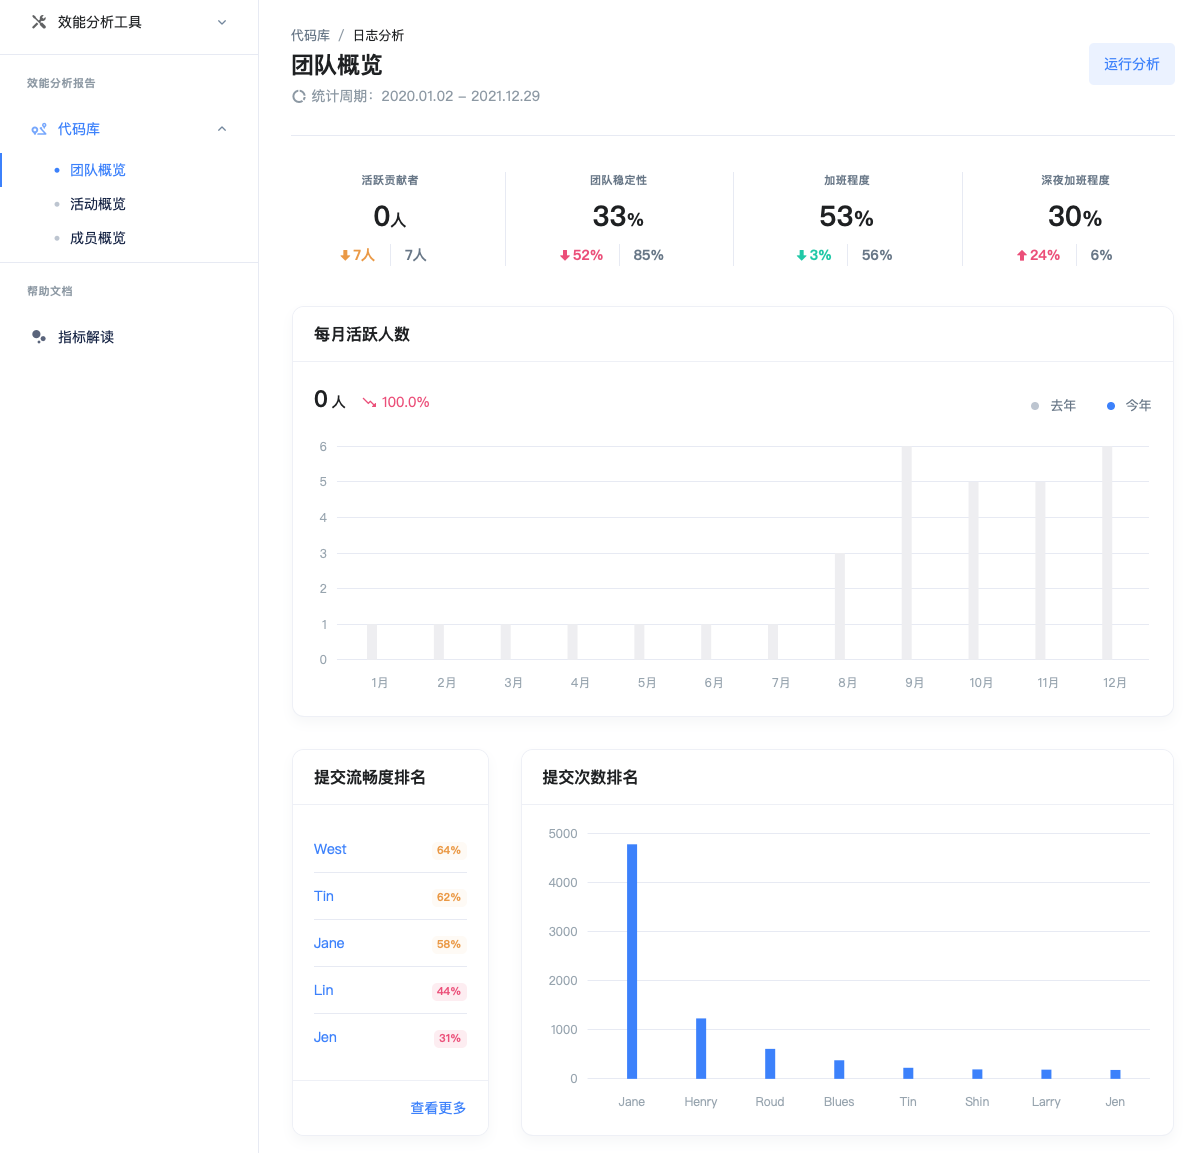 效能分析工具
效能分析报告
代码库
团队概览
活动概览
成员概览
帮助文档
指标解读
代码库 / 日志分析
团队概览
统计周期：2020.01.02 – 2021.12.29
运行分析
活跃贡献者
0人
7人 7人
团队稳定性
33%
52% 85%
加班程度
53%
3% 56%
深夜加班程度
30%
24% 6%
每月活跃人数
0人 100.0%
去年 今年
6
5
4
3
2
1
0
1月 2月 3月 4月 5月 6月 7月 8月 9月 10月 11月 12月
提交流畅度排名
West 64%
Tin 62%
Jane 58%
Lin 44%
Jen 31%
查看更多
提交次数排名
5000
4000
3000
2000
1000
0
Jane Henry Roud Blues Tin Shin Larry Jen